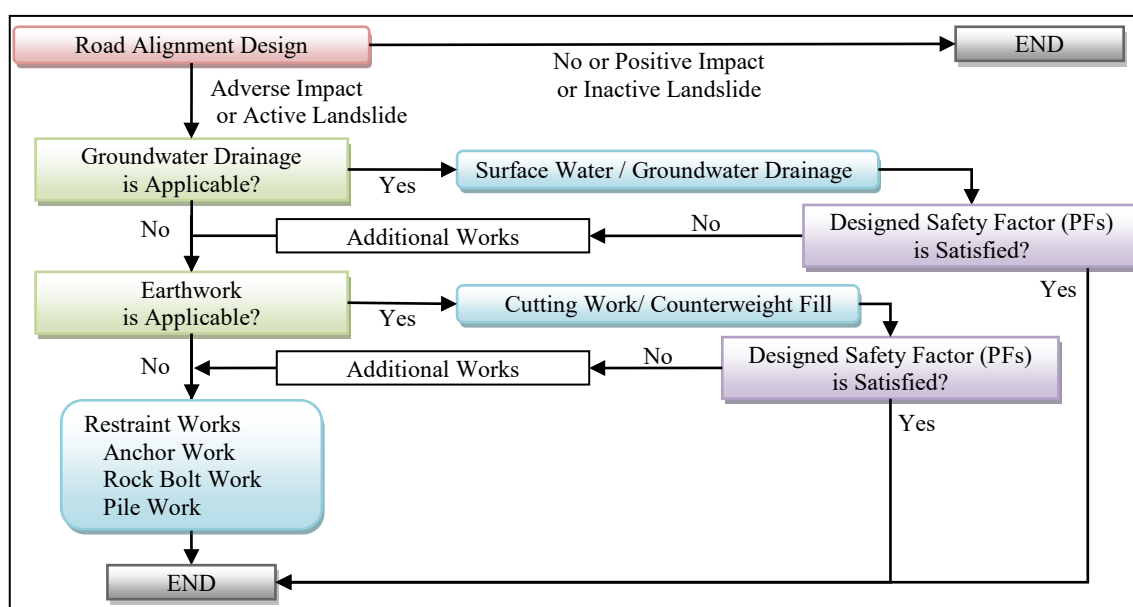 Road Alignment Design
END
No or Positive Impact
or Inactive Landslide
Adverse Impact
or Active Landslide
Groundwater Drainage
is Applicable?
Yes
Surface Water / Groundwater Drainage
No
Additional Works
No
Designed Safety Factor (PFs)
is Satisfied?
Yes
Earthwork
is Applicable?
Yes
Cutting Work/ Counterweight Fill
No
Additional Works
No
Designed Safety Factor (PFs)
is Satisfied?
Yes
Restraint Works
Anchor Work
Rock Bolt Work
Pile Work
END